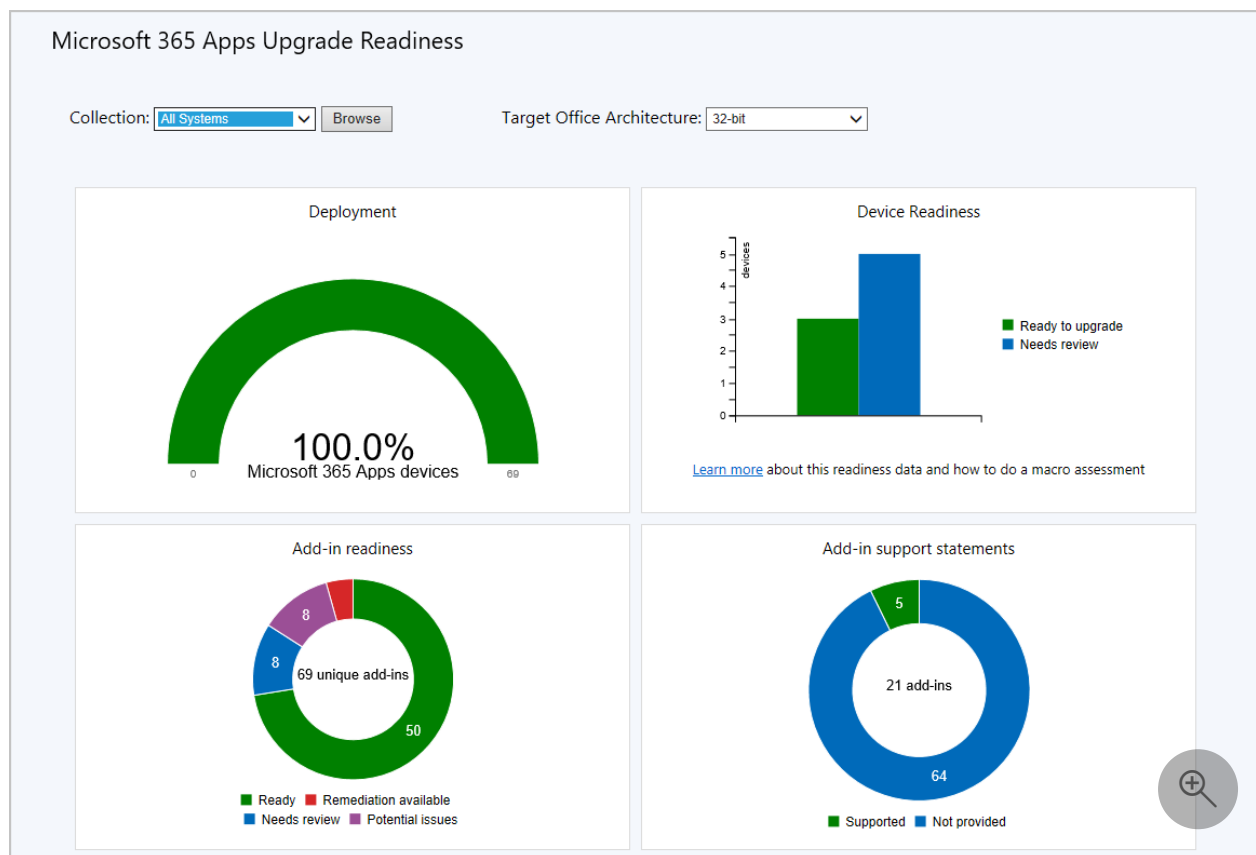 Microsoft 365 Apps Upgrade Readiness
Collection: All Systems Browse Target Office Architecture: 32-bit
Deployment
100.0%
Microsoft 365 Apps devices
0 69
Device Readiness
devices
5
4
3
2
1
0
Ready to upgrade
Needs review
Learn more about this readiness data and how to do a macro assessment
Add-in readiness
8
8
69 unique add-ins
50
Ready Remediation available
Needs review Potential issues
Add-in support statements
5
21 add-ins
64
Supported Not provided